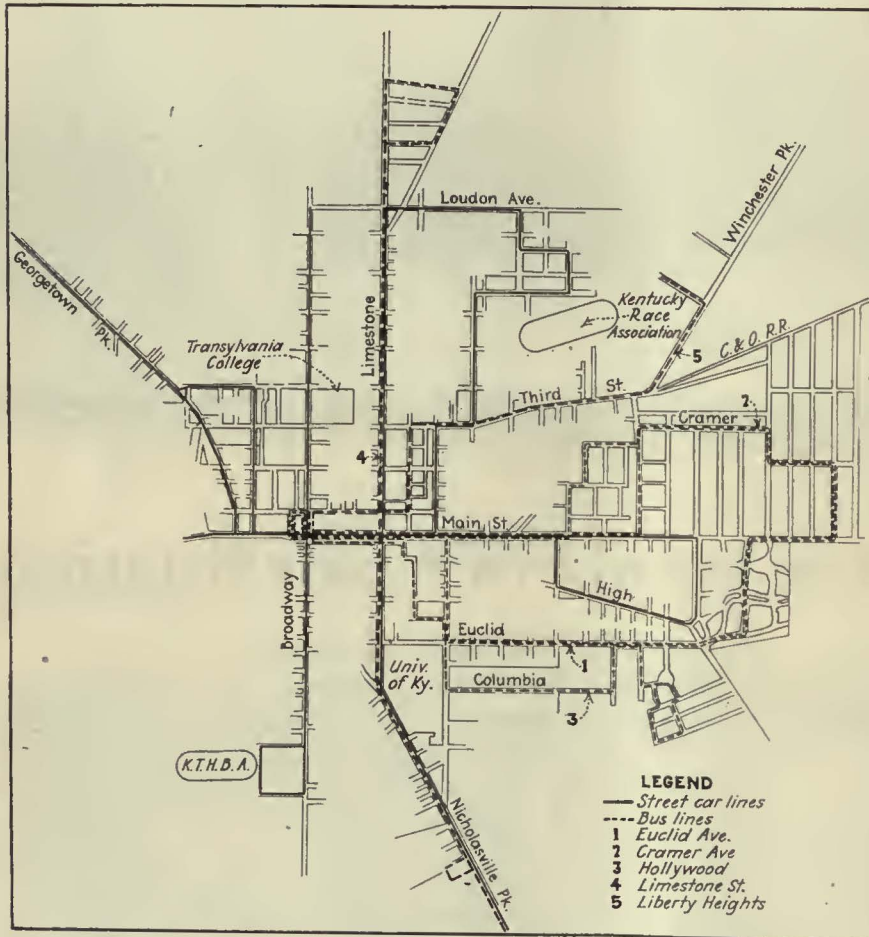 Loudon Ave.
Winchester Pk.
Georgetown
Pk.
Limestone
Kentucky
Race
Association
C. & O. R.R.
Transylvania
College
5
Third St.
2
Cramer
4
Main St.
High
Broadway
Euclid
1
Univ.
of Ky.
Columbia
3
K.T.H.B.A.
Nicholasville Pk.
LEGEND
Street car lines
Bus lines
1 Euclid Ave.
2 Cramer Ave
3 Hollywood
4 Limestone St.
5 Liberty Heights